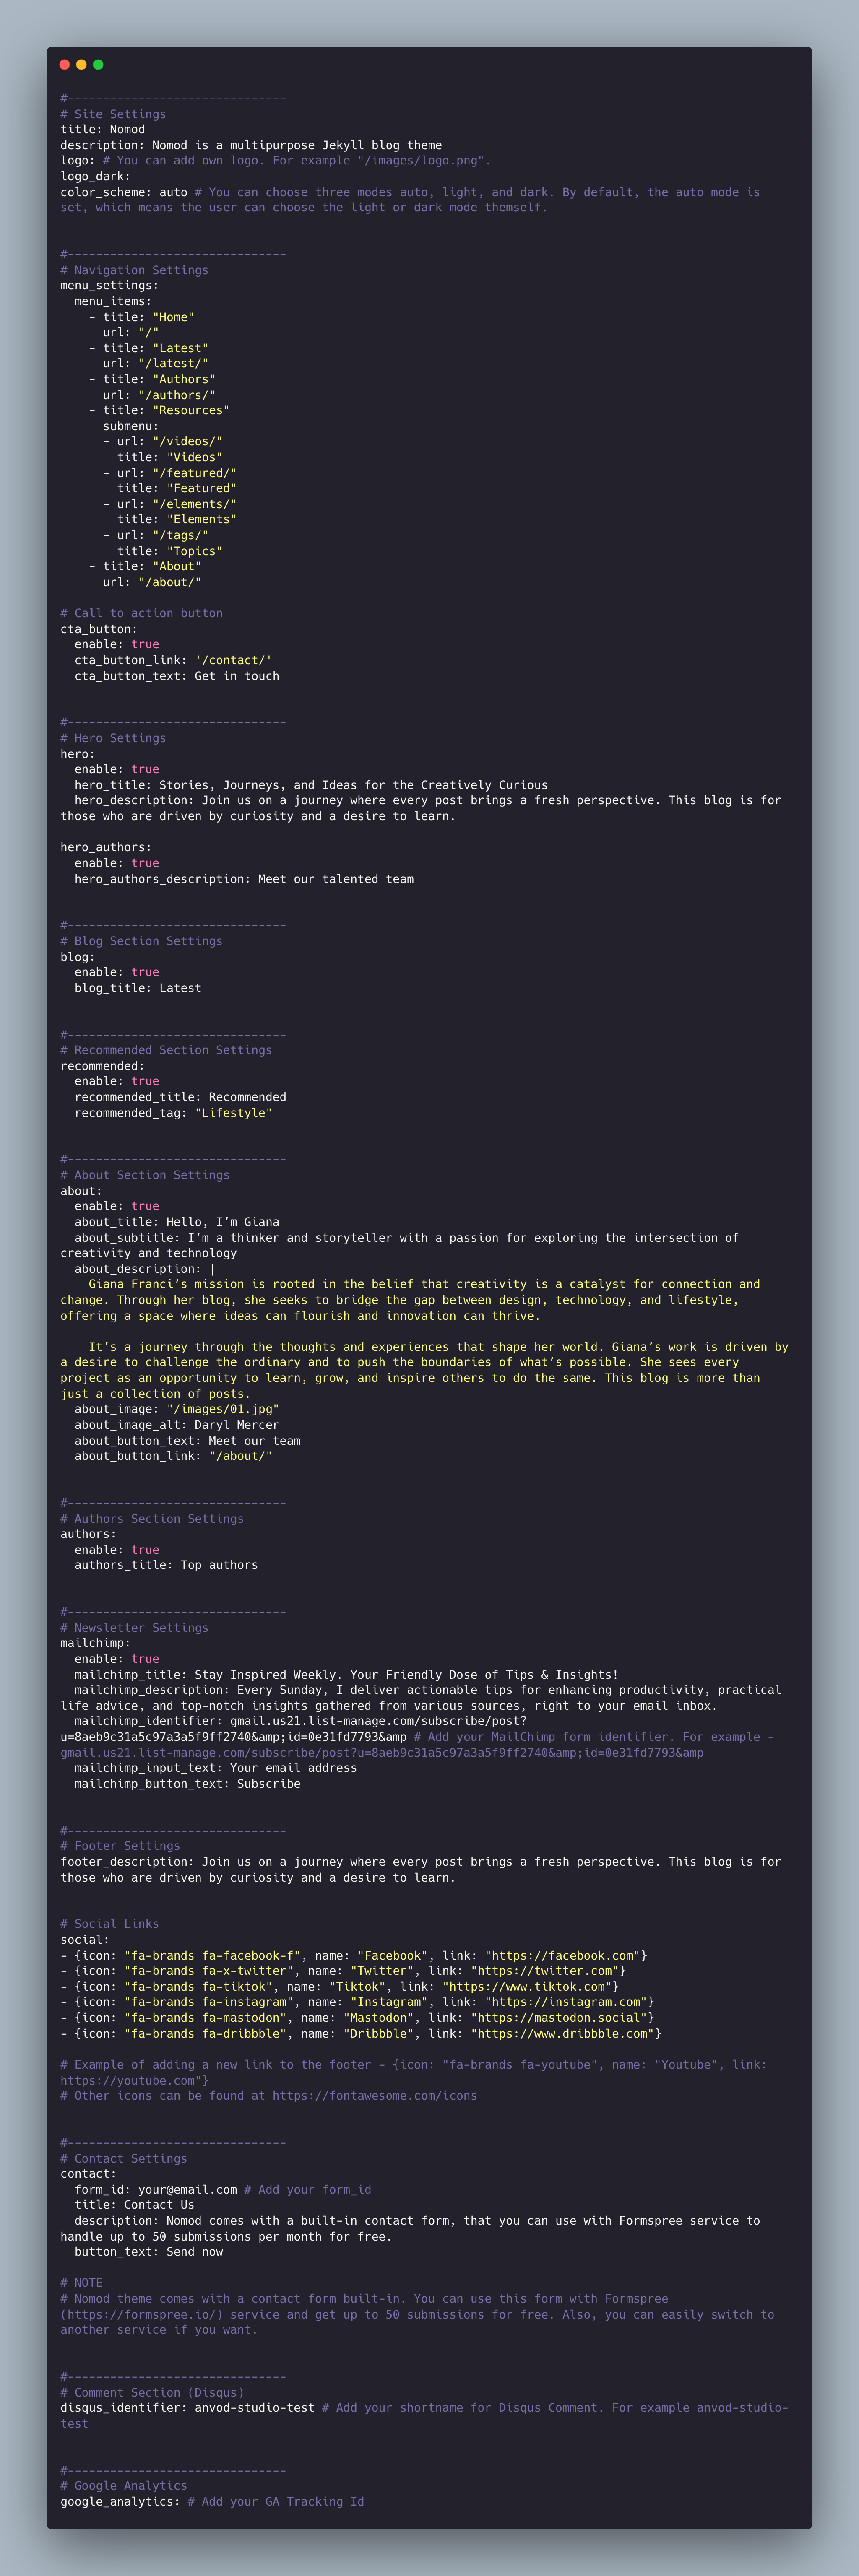 #-------------------------------
# Site Settings
title: Nomod
description: Nomod is a multipurpose Jekyll blog theme
logo: # You can add own logo. For example "/images/logo.png".
logo_dark:
color_scheme: auto # You can choose three modes auto, light, and dark. By default, the auto mode is
set, which means the user can choose the light or dark mode themself.

#-------------------------------
# Navigation Settings
menu_settings:
  menu_items:
    - title: "Home"
      url: "/"
    - title: "Latest"
      url: "/latest/"
    - title: "Authors"
      url: "/authors/"
    - title: "Resources"
      submenu:
      - url: "/videos/"
        title: "Videos"
      - url: "/featured/"
        title: "Featured"
      - url: "/elements/"
        title: "Elements"
      - url: "/tags/"
        title: "Topics"
    - title: "About"
      url: "/about/"

# Call to action button
cta_button:
  enable: true
  cta_button_link: '/contact/'
  cta_button_text: Get in touch

#-------------------------------
# Hero Settings
hero:
  enable: true
  hero_title: Stories, Journeys, and Ideas for the Creatively Curious
  hero_description: Join us on a journey where every post brings a fresh perspective. This blog is for
those who are driven by curiosity and a desire to learn.

hero_authors:
  enable: true
  hero_authors_description: Meet our talented team

#-------------------------------
# Blog Section Settings
blog:
  enable: true
  blog_title: Latest

#-------------------------------
# Recommended Section Settings
recommended:
  enable: true
  recommended_title: Recommended
  recommended_tag: "Lifestyle"

#-------------------------------
# About Section Settings
about:
  enable: true
  about_title: Hello, I’m Giana
  about_subtitle: I’m a thinker and storyteller with a passion for exploring the intersection of
creativity and technology
  about_description: |
    Giana Franci’s mission is rooted in the belief that creativity is a catalyst for connection and
change. Through her blog, she seeks to bridge the gap between design, technology, and lifestyle,
offering a space where ideas can flourish and innovation can thrive.

    It’s a journey through the thoughts and experiences that shape her world. Giana’s work is driven by
a desire to challenge the ordinary and to push the boundaries of what’s possible. She sees every
project as an opportunity to learn, grow, and inspire others to do the same. This blog is more than
just a collection of posts.
  about_image: "/images/01.jpg"
  about_image_alt: Daryl Mercer
  about_button_text: Meet our team
  about_button_link: "/about/"

#-------------------------------
# Authors Section Settings
authors:
  enable: true
  authors_title: Top authors

#-------------------------------
# Newsletter Settings
mailchimp:
  enable: true
  mailchimp_title: Stay Inspired Weekly. Your Friendly Dose of Tips & Insights!
  mailchimp_description: Every Sunday, I deliver actionable tips for enhancing productivity, practical
life advice, and top-notch insights gathered from various sources, right to your email inbox.
  mailchimp_identifier: gmail.us21.list-manage.com/subscribe/post?
u=8aeb9c31a5c97a3a5f9ff2740&amp;id=0e31fd7793&amp # Add your MailChimp form identifier. For example -
gmail.us21.list-manage.com/subscribe/post?u=8aeb9c31a5c97a3a5f9ff2740&amp;id=0e31fd7793&amp
  mailchimp_input_text: Your email address
  mailchimp_button_text: Subscribe

#-------------------------------
# Footer Settings
footer_description: Join us on a journey where every post brings a fresh perspective. This blog is for
those who are driven by curiosity and a desire to learn.

# Social Links
social:
- {icon: "fa-brands fa-facebook-f", name: "Facebook", link: "https://facebook.com"}
- {icon: "fa-brands fa-x-twitter", name: "Twitter", link: "https://twitter.com"}
- {icon: "fa-brands fa-tiktok", name: "Tiktok", link: "https://www.tiktok.com"}
- {icon: "fa-brands fa-instagram", name: "Instagram", link: "https://instagram.com"}
- {icon: "fa-brands fa-mastodon", name: "Mastodon", link: "https://mastodon.social"}
- {icon: "fa-brands fa-dribbble", name: "Dribbble", link: "https://www.dribbble.com"}

# Example of adding a new link to the footer - {icon: "fa-brands fa-youtube", name: "Youtube", link:
https://youtube.com"}
# Other icons can be found at https://fontawesome.com/icons

#-------------------------------
# Contact Settings
contact:
  form_id: your@email.com # Add your form_id
  title: Contact Us
  description: Nomod comes with a built-in contact form, that you can use with Formspree service to
handle up to 50 submissions per month for free.
  button_text: Send now

# NOTE
# Nomod theme comes with a contact form built-in. You can use this form with Formspree
(https://formspree.io/) service and get up to 50 submissions for free. Also, you can easily switch to
another service if you want.

#-------------------------------
# Comment Section (Disqus)
disqus_identifier: anvod-studio-test # Add your shortname for Disqus Comment. For example anvod-studio-
test

#-------------------------------
# Google Analytics
google_analytics: # Add your GA Tracking Id